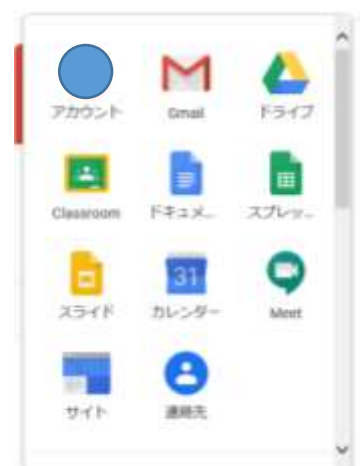 アカウント Gmail ドライブ
Classroom ドキュメ... スプレッ...
31
スライド カレンダー Meet
サイト 連絡先